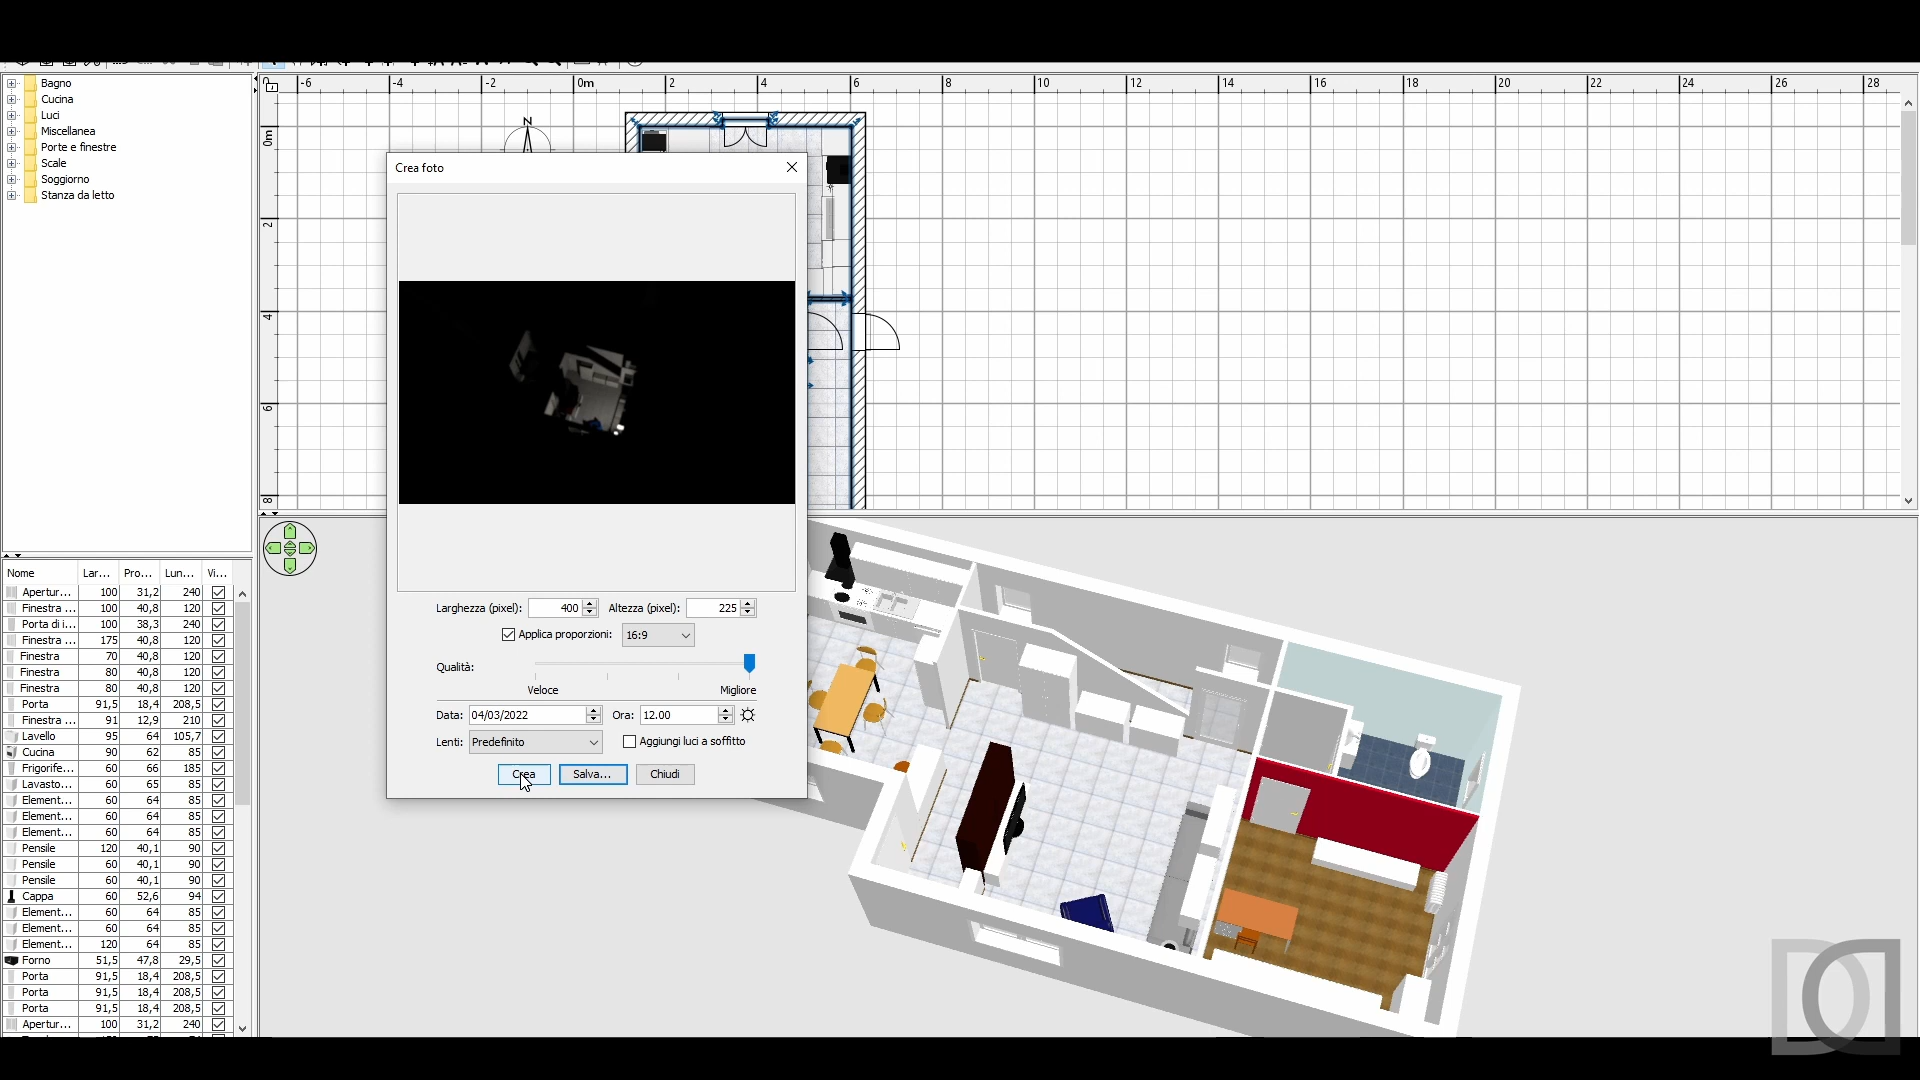 Bagno
Cucina
Luci
Miscellanea
Porte e finestre
Scale
Soggiorno
Stanza da letto
-6 -4 -2 0m 2 4 6 8 10 12 14 16 18 20 22 24 26 28
0m
2
4
6
8
N
Crea foto
Larghezza (pixel): 400 Altezza (pixel): 225
Applica proporzioni: 16:9
Qualità:
Veloce Migliore
Data: 04/03/2022 Ora: 12.00
Lenti: Predefinito Aggiungi luci a soffitto
Crea Salva... Chiudi
Nome Lar... Pro... Lun... Vi...
Apertur... 100 31,2 240
Finestra ... 100 40,8 120
Porta di i... 100 38,3 240
Finestra ... 175 40,8 120
Finestra 70 40,8 120
Finestra 80 40,8 120
Finestra 80 40,8 120
Porta 91,5 18,4 208,5
Finestra ... 91 12,9 210
Lavello 95 64 105,7
Cucina 90 62 85
Frigorife... 60 66 185
Lavasto... 60 65 85
Element... 60 64 85
Element... 60 64 85
Element... 60 64 85
Pensile 120 40,1 90
Pensile 60 40,1 90
Pensile 60 40,1 90
Cappa 60 52,6 94
Element... 60 64 85
Element... 60 64 85
Element... 120 64 85
Forno 51,5 47,8 29,5
Porta 91,5 18,4 208,5
Porta 91,5 18,4 208,5
Porta 91,5 18,4 208,5
Apertur... 100 31,2 240